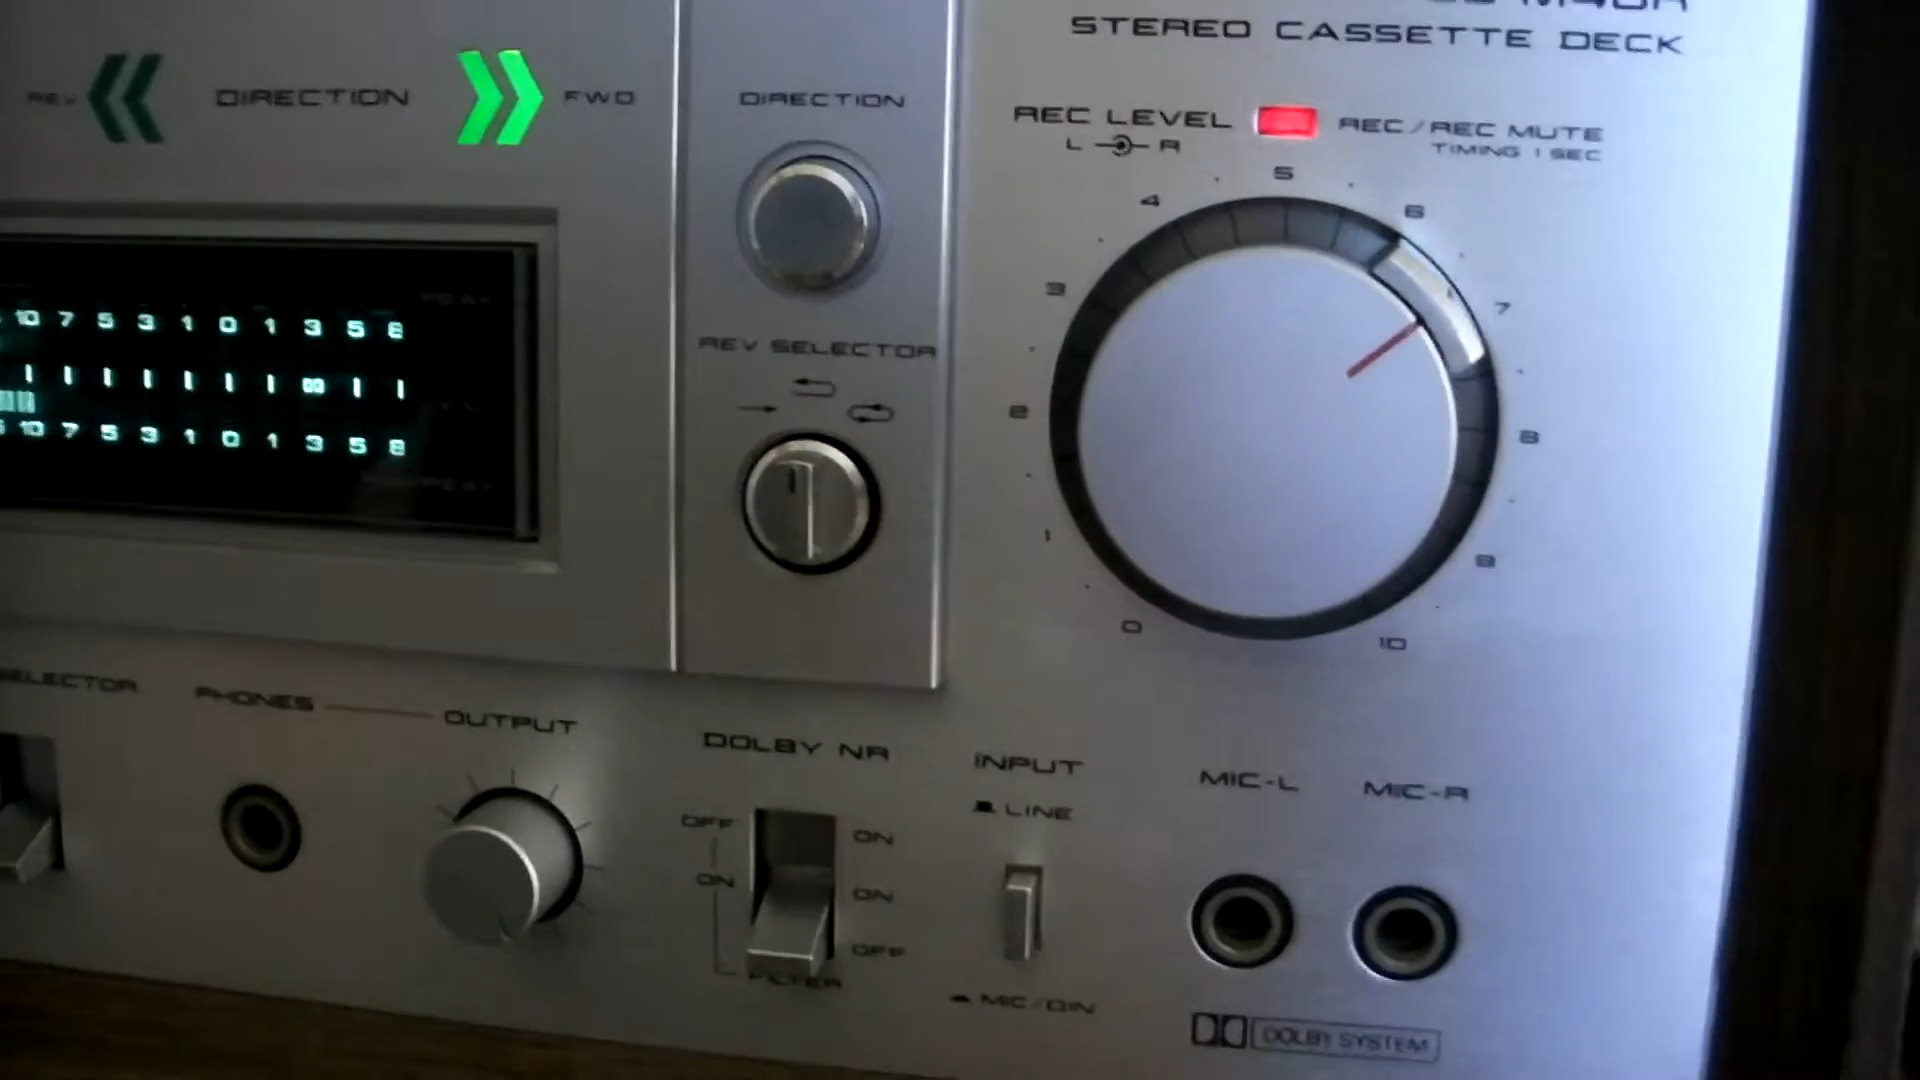 STEREO CASSETTE DECK
REV DIRECTION FWD
DIRECTION
REC LEVEL REC/REC MUTE
L R TIMING 1 SEC
0 1 2 3 4 5 6 7 8 9 10
10 7 5 3 1 0 1 3 5 8
∞
10 7 5 3 1 0 1 3 5 8
REV SELECTOR
SELECTOR
PHONES OUTPUT
DOLBY NR
OFF ON
ON ON
OFF
FILTER
INPUT
LINE
MIC/DIN
MIC-L MIC-R
DOLBY SYSTEM